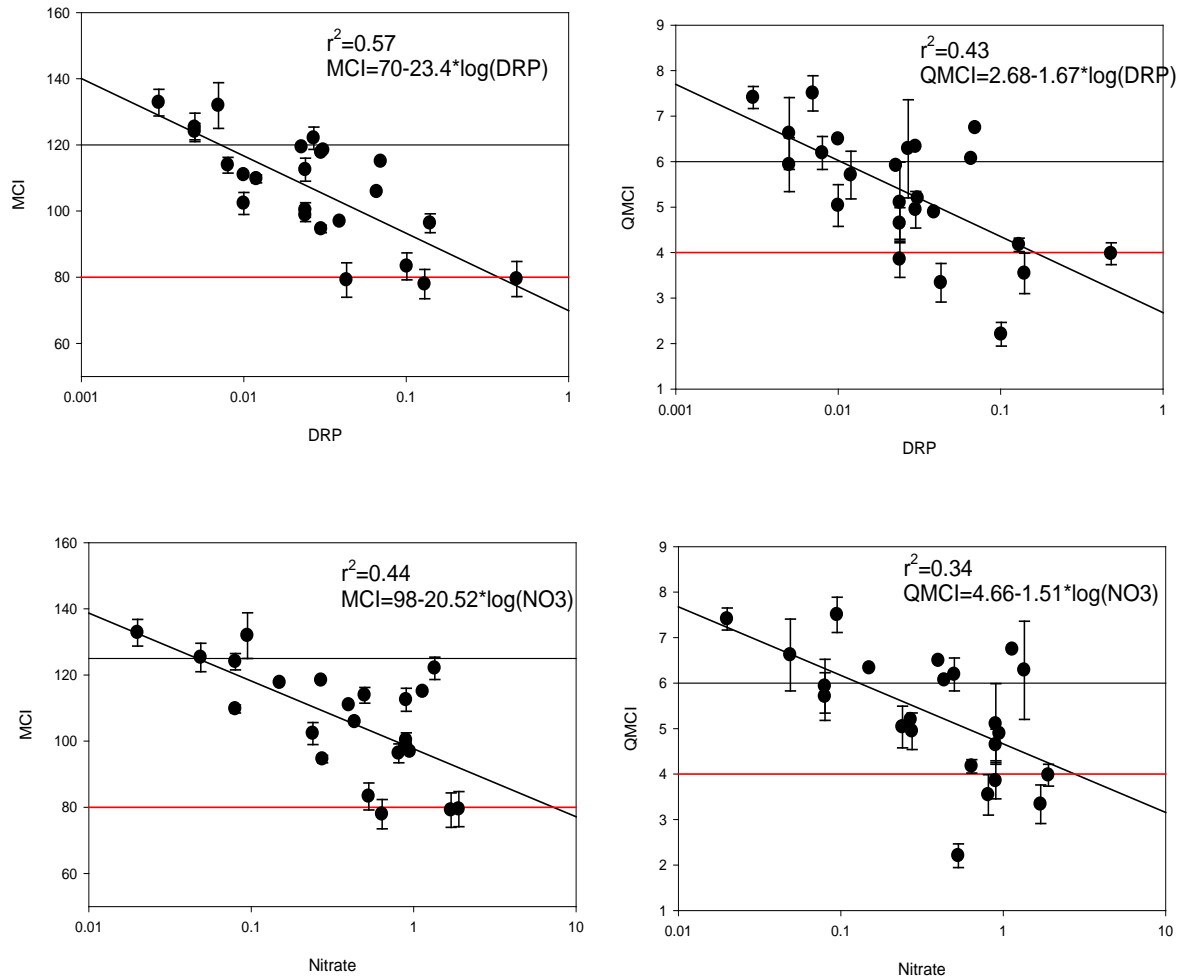 r²=0.57
MCI=70-23.4*log(DRP)
160
140
120
100
80
60
MCI
0.001
0.01
0.1
1
DRP
r²=0.43
QMCI=2.68-1.67*log(DRP)
9
8
7
6
5
4
3
2
1
QMCI
0.001
0.01
0.1
1
DRP
r²=0.44
MCI=98-20.52*log(NO3)
160
140
120
100
80
60
MCI
0.01
0.1
1
10
Nitrate
r²=0.34
QMCI=4.66-1.51*log(NO3)
9
8
7
6
5
4
3
2
1
QMCI
0.01
0.1
1
10
Nitrate